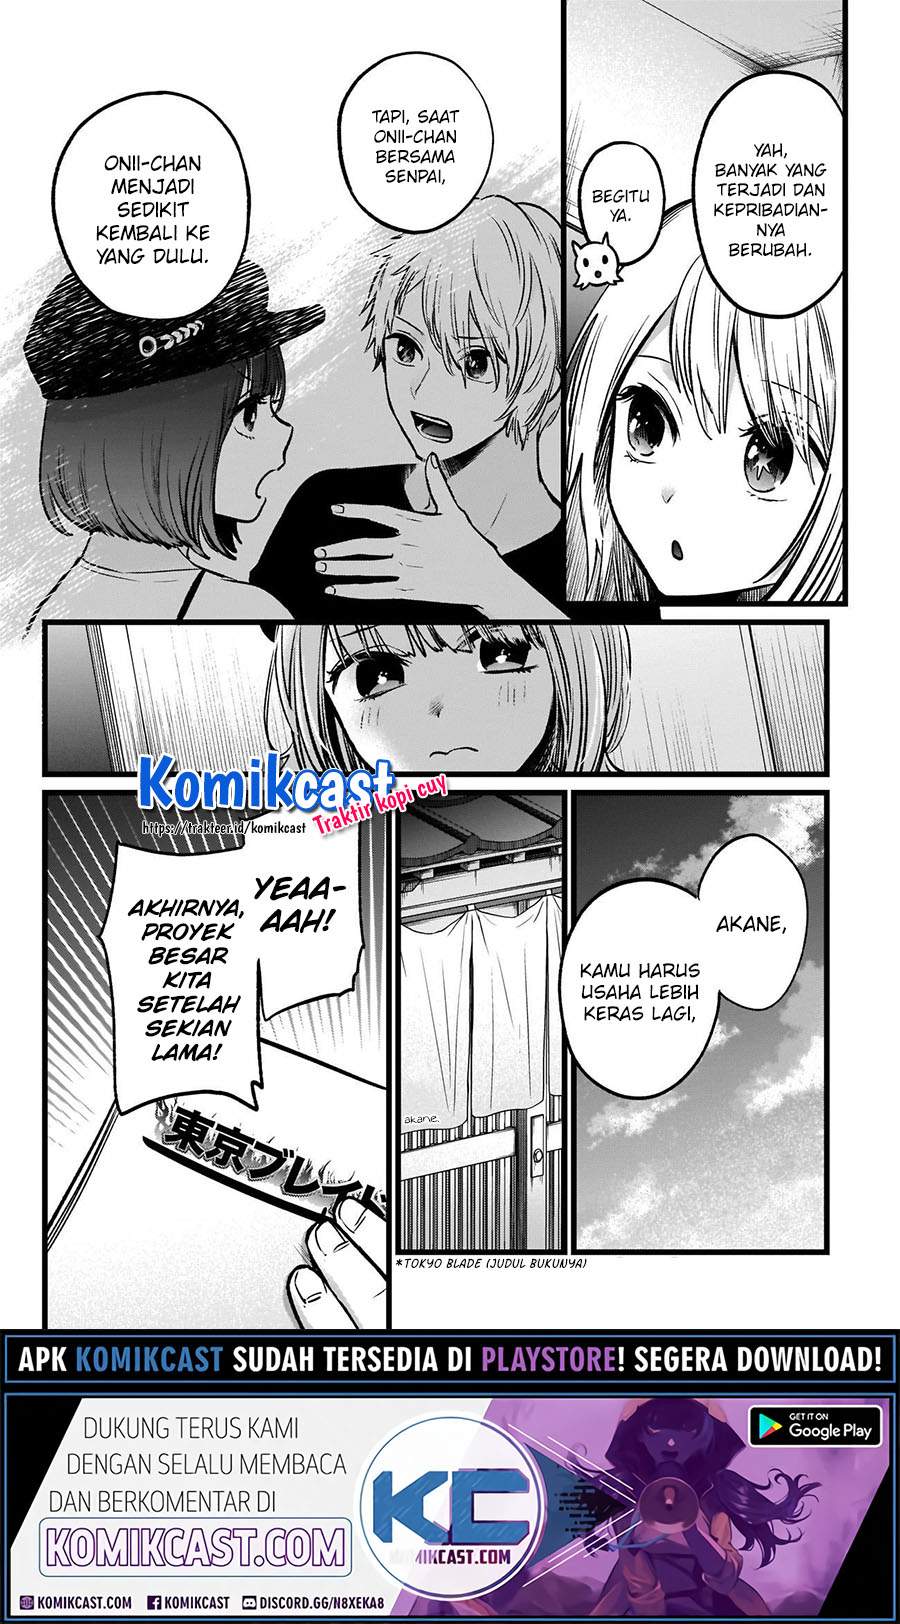 YAH,
BANYAK YANG
TERJADI DAN
KEPRIBADIAN-
NYA
BERUBAH.
BEGITU
YA.
TAPI, SAAT
ONII-CHAN
BERSAMA
SENPAI,
ONII-CHAN
MENJADI
SEDIKIT
KEMBALI KE
YANG DULU.
AKANE,
KAMU HARUS
USAHA LEBIH
KERAS LAGI,
akane.
Komikcast
https://trakteer.id/komikcast
Traktir kopi cuy
YEAA-
AAH!
AKHIRNYA,
PROYEK
BESAR
KITA
SETELAH
SEKIAN
LAMA!
東京ブレイド
*TOKYO BLADE (JUDUL BUKUNYA)
APK KOMIKCAST SUDAH TERSEDIA DI PLAYSTORE! SEGERA DOWNLOAD!
DUKUNG TERUS KAMI
DENGAN SELALU MEMBACA
DAN BERKOMENTAR DI
KOMIKCAST.COM
KC
KOMIKCAST.COM
GET IT ON
Google Play
KOMIKCAST.COM
KOMIKCAST
DISCORD.GG/N8XEKA8